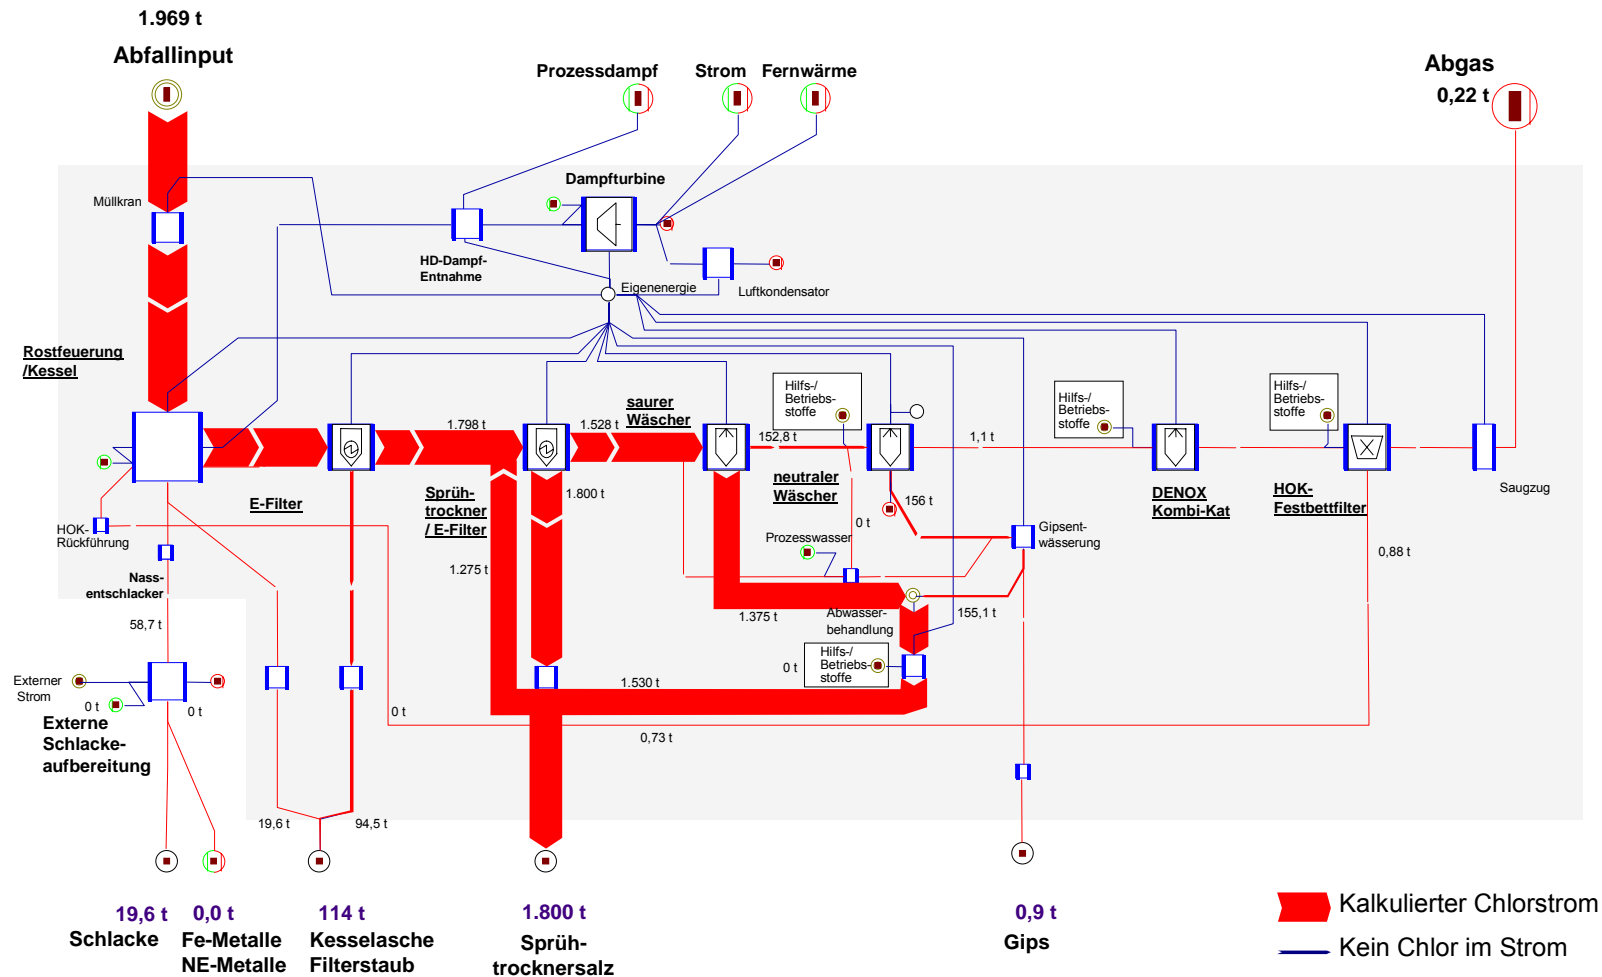 1.969 t
Abfallinput
Prozessdampf
Strom
Fernwärme
Abgas
0,22 t
Müllkran
Dampfturbine
HD-Dampf-
Entnahme
Eigenenergie
Luftkondensator
Rostfeuerung
/Kessel
1.798 t
1.528 t
saurer
Wäscher
152,8 t
Hilfs-/
Betriebs-
stoffe
1,1 t
Hilfs-/
Betriebs-
stoffe
Hilfs-/
Betriebs-
stoffe
E-Filter
Sprüh-
trockner
/ E-Filter
1.800 t
neutraler
Wäscher
156 t
DENOX
Kombi-Kat
HOK-
Festbettfilter
Saugzug
HOK-
Rückführung
0 t
Prozesswasser
Gipsent-
wässerung
0,88 t
1.275 t
Nass-
entschlacker
58,7 t
1.375 t
Abwasser-
behandlung
155,1 t
Hilfs-/
Betriebs-
stoffe
0 t
Externer
Strom
0 t
0 t
1.530 t
0 t
0,73 t
Externe
Schlacke-
aufbereitung
19,6 t
94,5 t
19,6 t
Schlacke
0,0 t
Fe-Metalle
NE-Metalle
114 t
Kesselasche
Filterstaub
1.800 t
Sprüh-
trocknersalz
0,9 t
Gips
Kalkulierter Chlorstrom
Kein Chlor im Strom